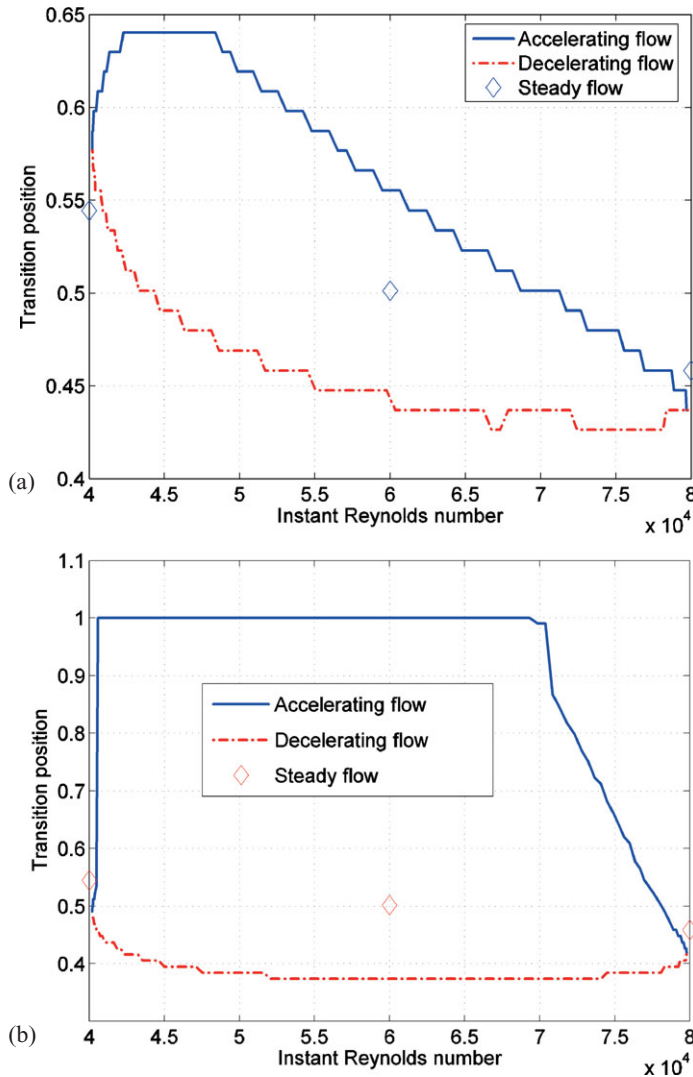 0.65
0.6
0.55
0.5
0.45
0.4
Transition position
Accelerating flow
Decelerating flow
Steady flow
(a)
4 4.5 5 5.5 6 6.5 7 7.5 8
Instant Reynolds number
x 10^4
1.1
1
0.9
0.8
0.7
0.6
0.5
0.4
Transition position
Accelerating flow
Decelerating flow
Steady flow
(b)
4 4.5 5 5.5 6 6.5 7 7.5 8
Instant Reynolds number
x 10^4